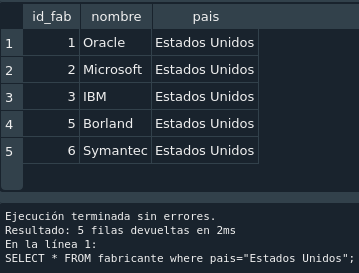 id_fab nombre pais
1 1 Oracle Estados Unidos
2 2 Microsoft Estados Unidos
3 3 IBM Estados Unidos
4 5 Borland Estados Unidos
5 6 Symantec Estados Unidos
Ejecución terminada sin errores.
Resultado: 5 filas devueltas en 2ms
En la línea 1:
SELECT * FROM fabricante where pais="Estados Unidos";